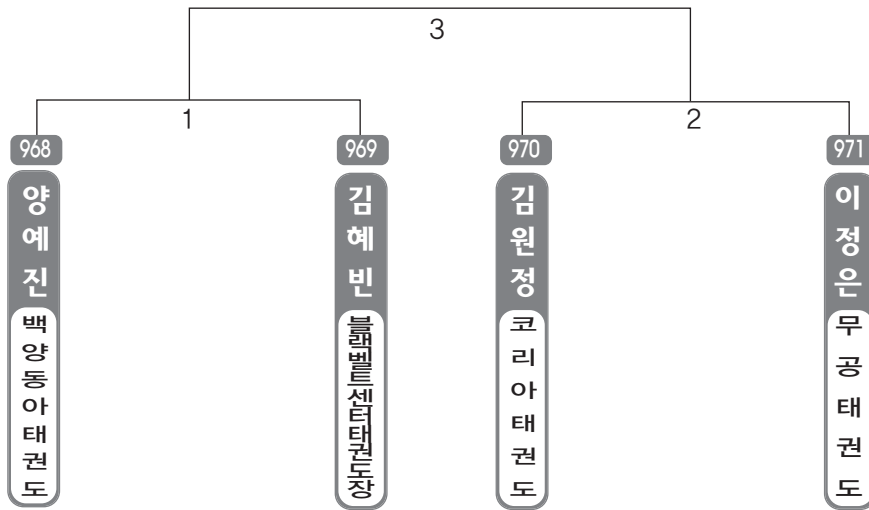 3
1
2
968
969
970
971
양예진
김혜빈
김원정
이정은
백양동아태권도
블랙벨트센터태권도장
코리아태권도
무공태권도